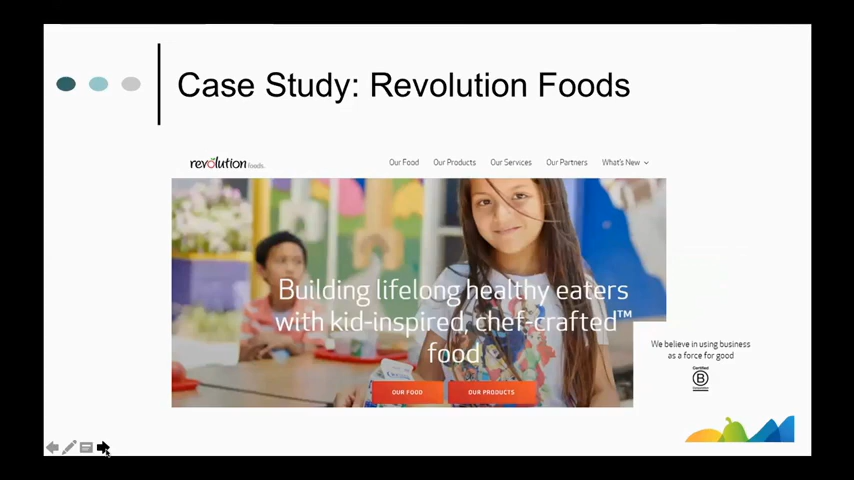 Case Study: Revolution Foods
revolution foods.
Our Food Our Products Our Services Our Partners What's New
Building lifelong healthy eaters
with kid-inspired, chef-crafted™
food
OUR FOOD OUR PRODUCTS
We believe in using business
as a force for good
Certified
B